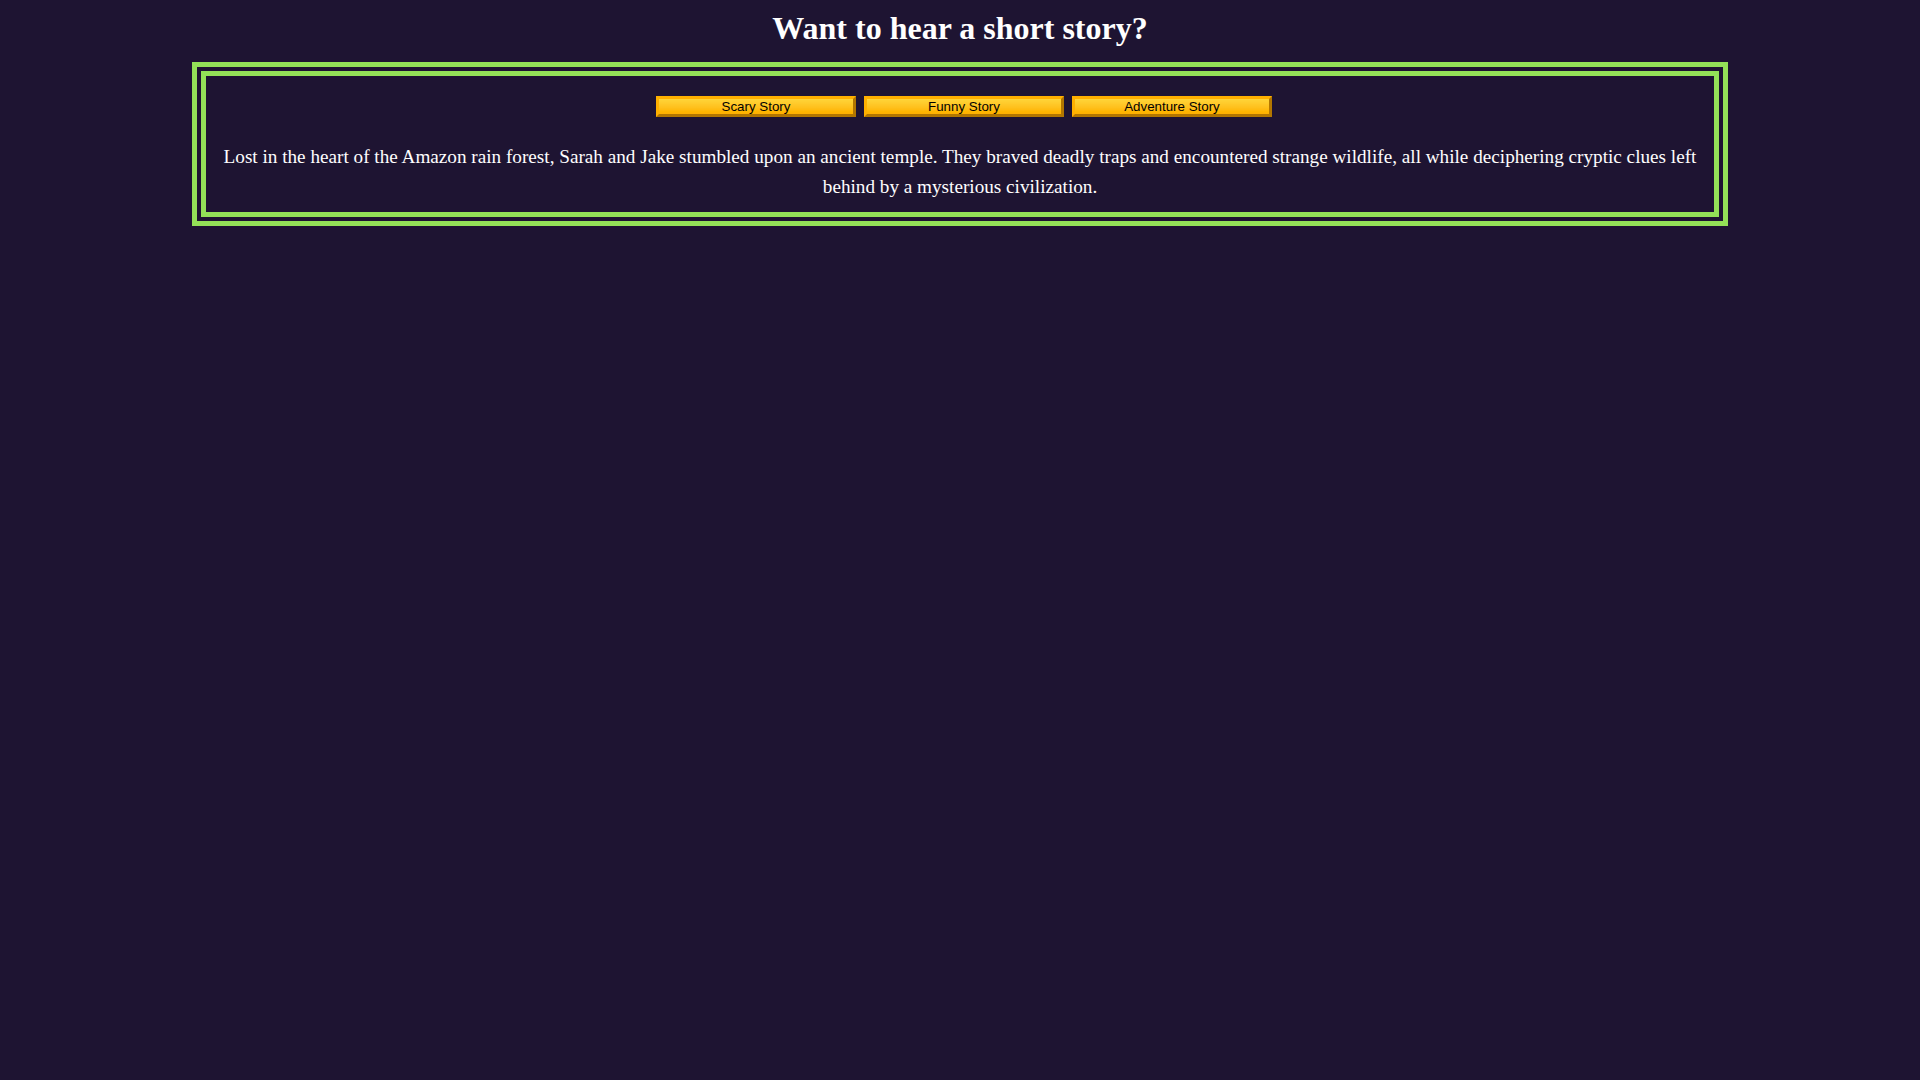 Want to hear a short story?
Scary Story
Funny Story
Adventure Story
Lost in the heart of the Amazon rain forest, Sarah and Jake stumbled upon an ancient temple. They braved deadly traps and encountered strange wildlife, all while deciphering cryptic clues left
behind by a mysterious civilization.